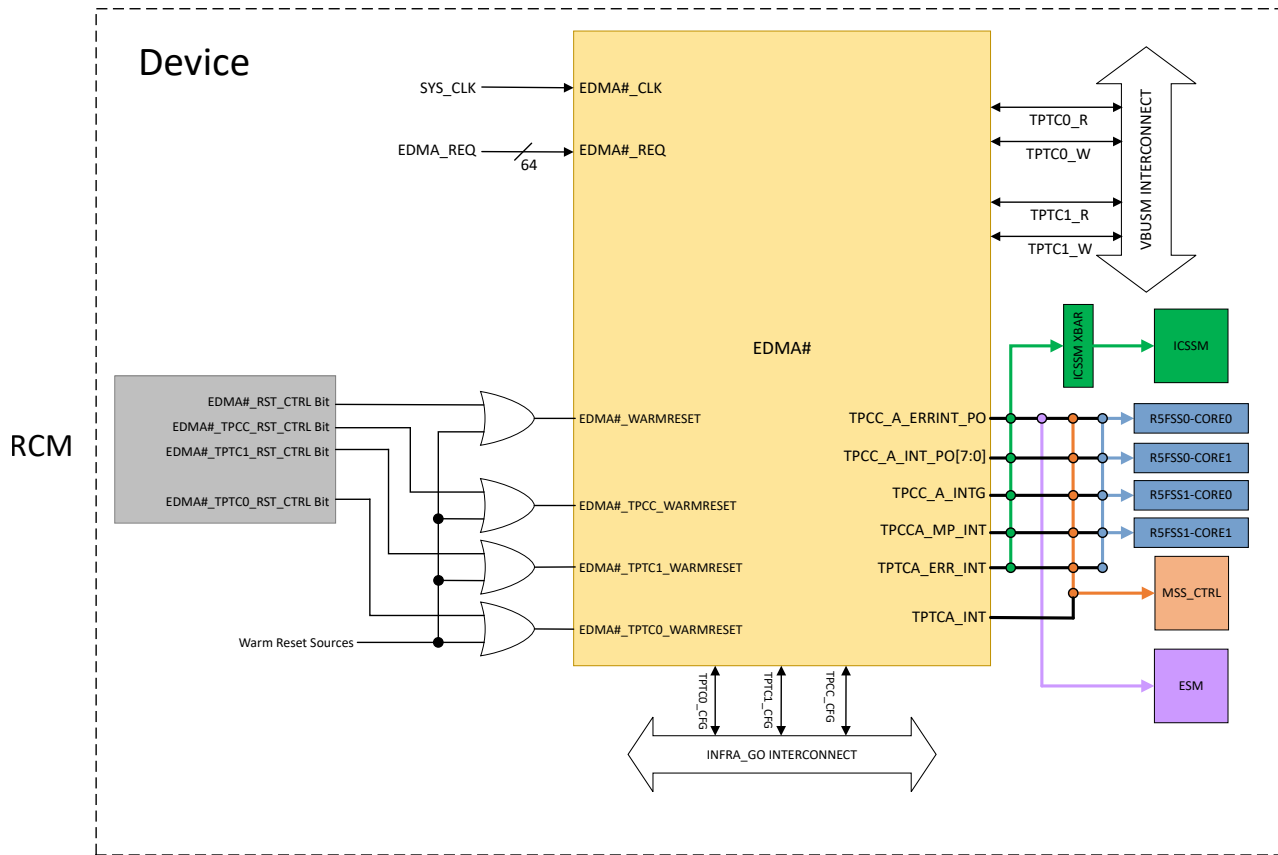 Device
RCM
SYS_CLK
EDMA#_CLK
EDMA_REQ
64
EDMA#_REQ
TPTC0_R
TPTC0_W
TPTC1_R
TPTC1_W
VBUSM INTERCONNECT
EDMA#
ICSSM XBAR
ICSSM
EDMA#_RST_CTRL Bit
EDMA#_TPCC_RST_CTRL Bit
EDMA#_TPTC1_RST_CTRL Bit
EDMA#_TPTC0_RST_CTRL Bit
Warm Reset Sources
EDMA#_WARMRESET
EDMA#_TPCC_WARMRESET
EDMA#_TPTC1_WARMRESET
EDMA#_TPTC0_WARMRESET
TPCC_A_ERRINT_PO
TPCC_A_INT_PO[7:0]
TPCC_A_INTG
TPCCA_MP_INT
TPTCA_ERR_INT
TPTCA_INT
R5FSS0-CORE0
R5FSS0-CORE1
R5FSS1-CORE0
R5FSS1-CORE1
MSS_CTRL
ESM
TPTC0_CFG
TPTC1_CFG
TPCC_CFG
INFRA_GO INTERCONNECT